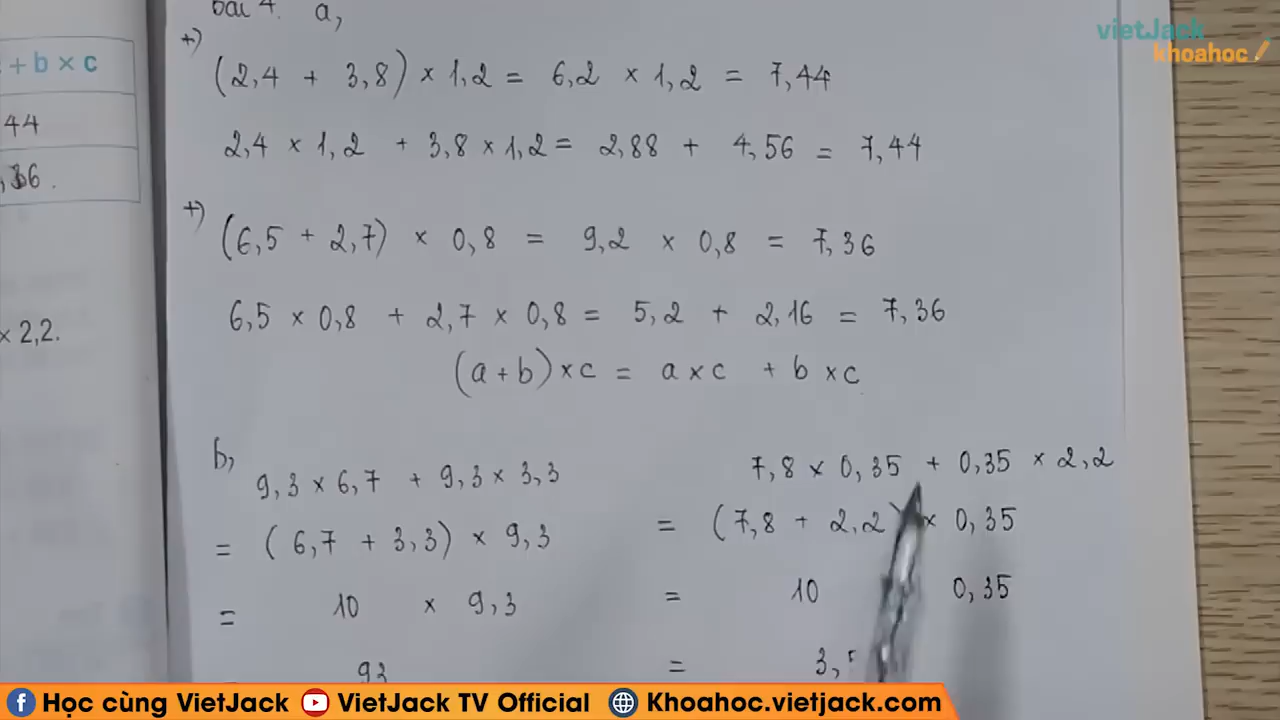 vietJack
khoahoc
+ b × c
44
,36.
× 2,2.
bài 4. a,
+)
(2,4 + 3,8) × 1,2 = 6,2 × 1,2 = 7,44
2,4 × 1,2 + 3,8 × 1,2 = 2,88 + 4,56 = 7,44
+)
(6,5 + 2,7) × 0,8 = 9,2 × 0,8 = 7,36
6,5 × 0,8 + 2,7 × 0,8 = 5,2 + 2,16 = 7,36
(a + b) × c = a × c + b × c
b,
9,3 × 6,7 + 9,3 × 3,3
= (6,7 + 3,3) × 9,3
= 10 × 9,3
= 93
7,8 × 0,35 + 0,35 × 2,2
= (7,8 + 2,2) × 0,35
= 10 0,35
= 3,
Học cùng VietJack VietJack TV Official Khoahoc.vietjack.com